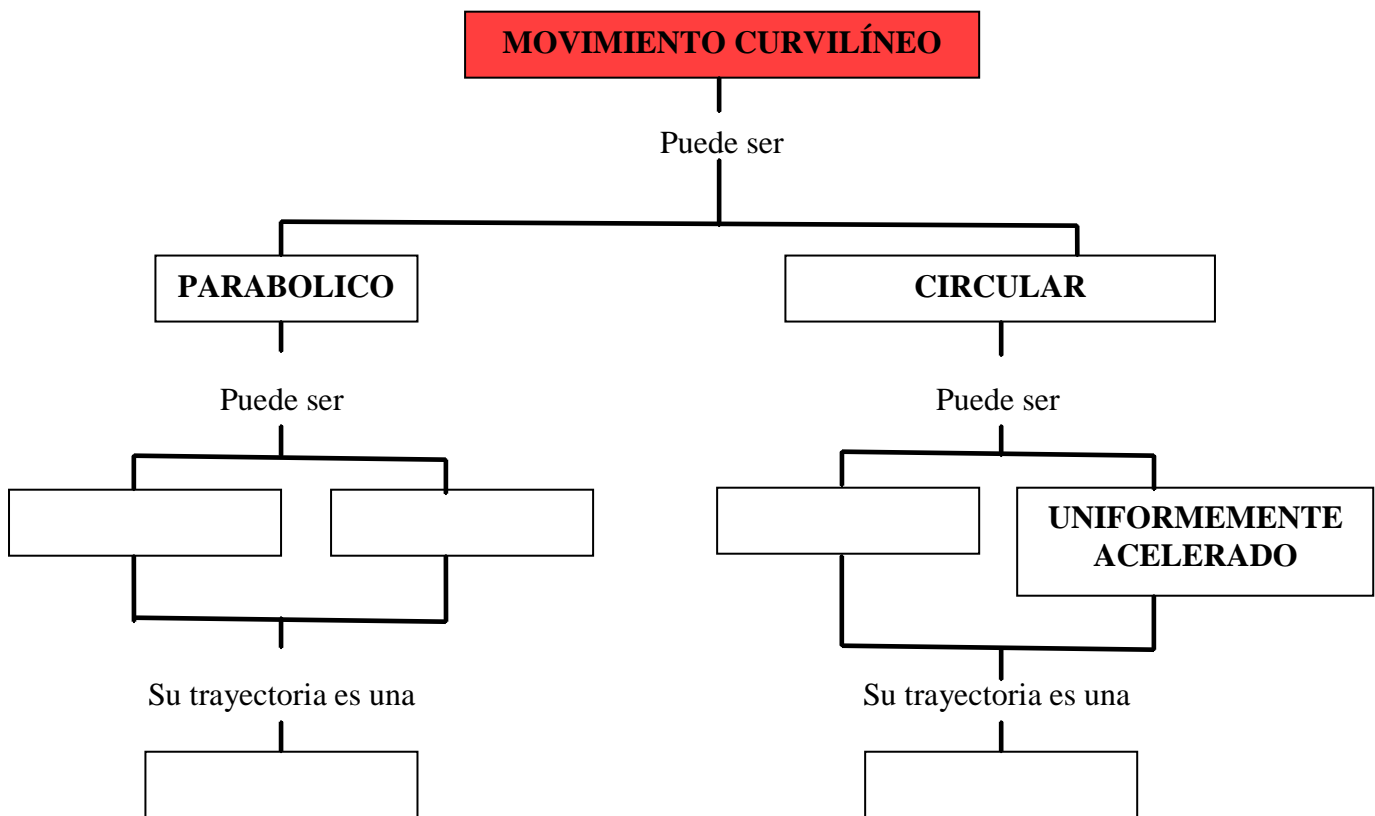 MOVIMIENTO CURVILÍNEO
Puede ser
PARABOLICO
CIRCULAR
Puede ser
Puede ser
UNIFORMEMENTE
ACELERADO
Su trayectoria es una
Su trayectoria es una